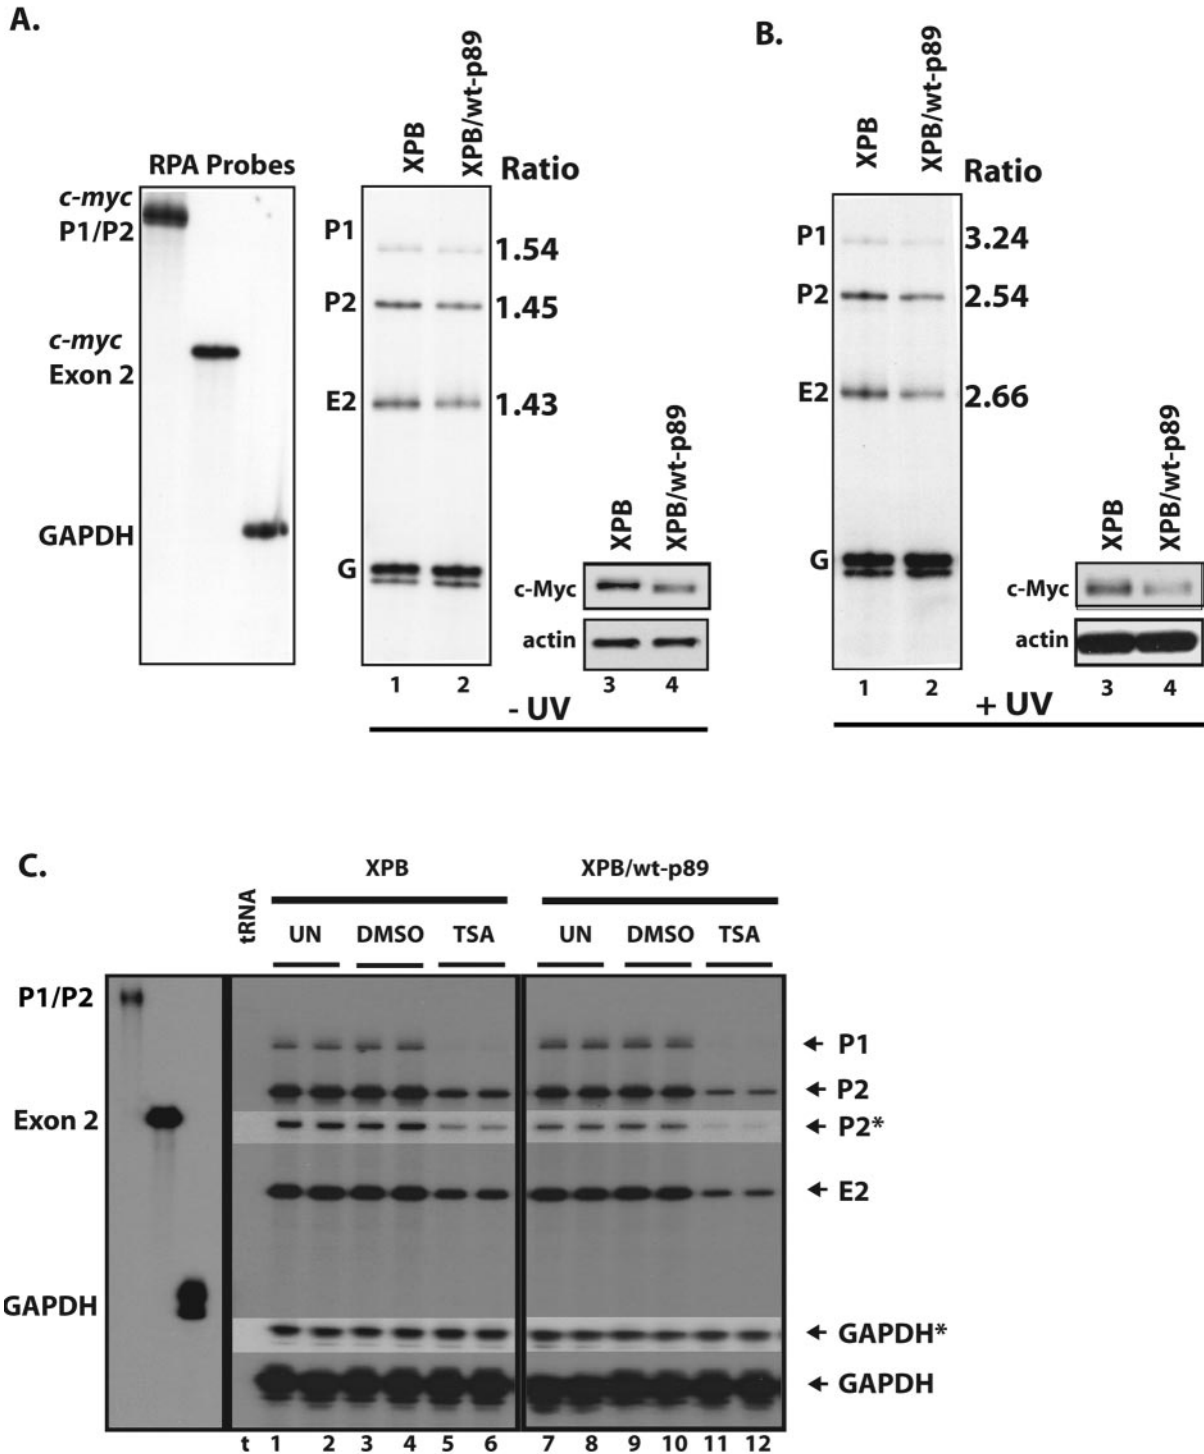 A.
RPA Probes
c-myc
P1/P2
c-myc
Exon 2
GAPDH
XPB
XPB/wt-p89
Ratio
P1
1.54
P2
1.45
E2
1.43
G
1 2
XPB
XPB/wt-p89
c-Myc
actin
3 4
- UV
B.
XPB
XPB/wt-p89
Ratio
P1
3.24
P2
2.54
E2
2.66
G
1 2
XPB
XPB/wt-p89
c-Myc
actin
3 4
+ UV
C.
XPB
XPB/wt-p89
tRNA
UN DMSO TSA
UN DMSO TSA
P1/P2
Exon 2
GAPDH
P1
P2
P2*
E2
GAPDH*
GAPDH
t 1 2 3 4 5 6 7 8 9 10 11 12